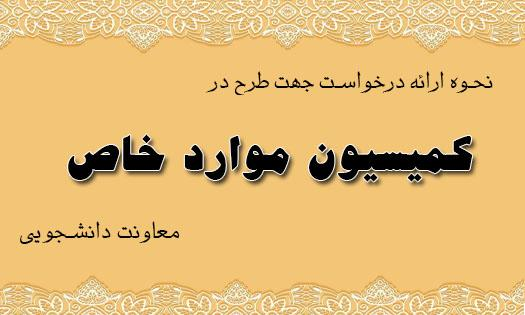 نحوه ارائه درخواست جهت طرح در
کمیسیون موارد خاص
معاونت دانشجویی